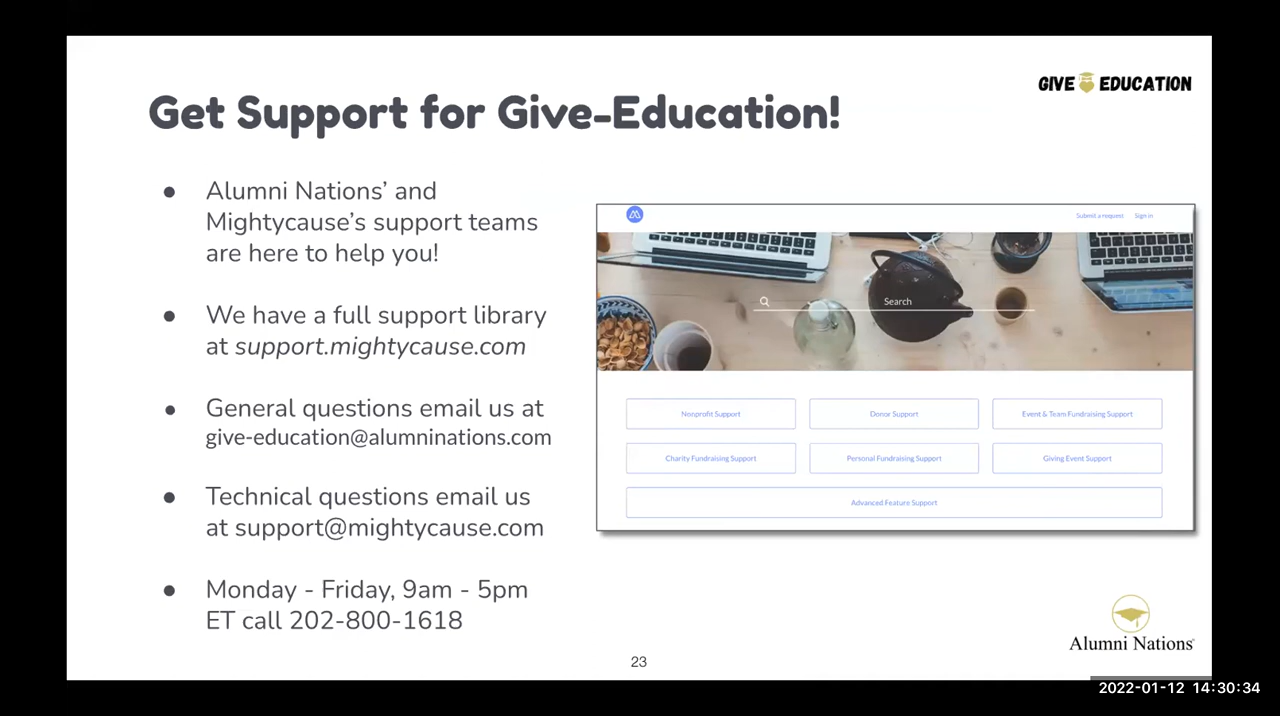 GIVE EDUCATION
Get Support for Give-Education!
● Alumni Nations’ and
Mightycause’s support teams
are here to help you!
● We have a full support library
at support.mightycause.com
● General questions email us at
give-education@alumninations.com
● Technical questions email us
at support@mightycause.com
● Monday - Friday, 9am - 5pm
ET call 202-800-1618
Submit a request Sign in
Search
Nonprofit Support Donor Support Event & Team Fundraising Support
Charity Fundraising Support Personal Fundraising Support Giving Event Support
Advanced Feature Support
Alumni Nations
23
2022-01-12 14:30:34